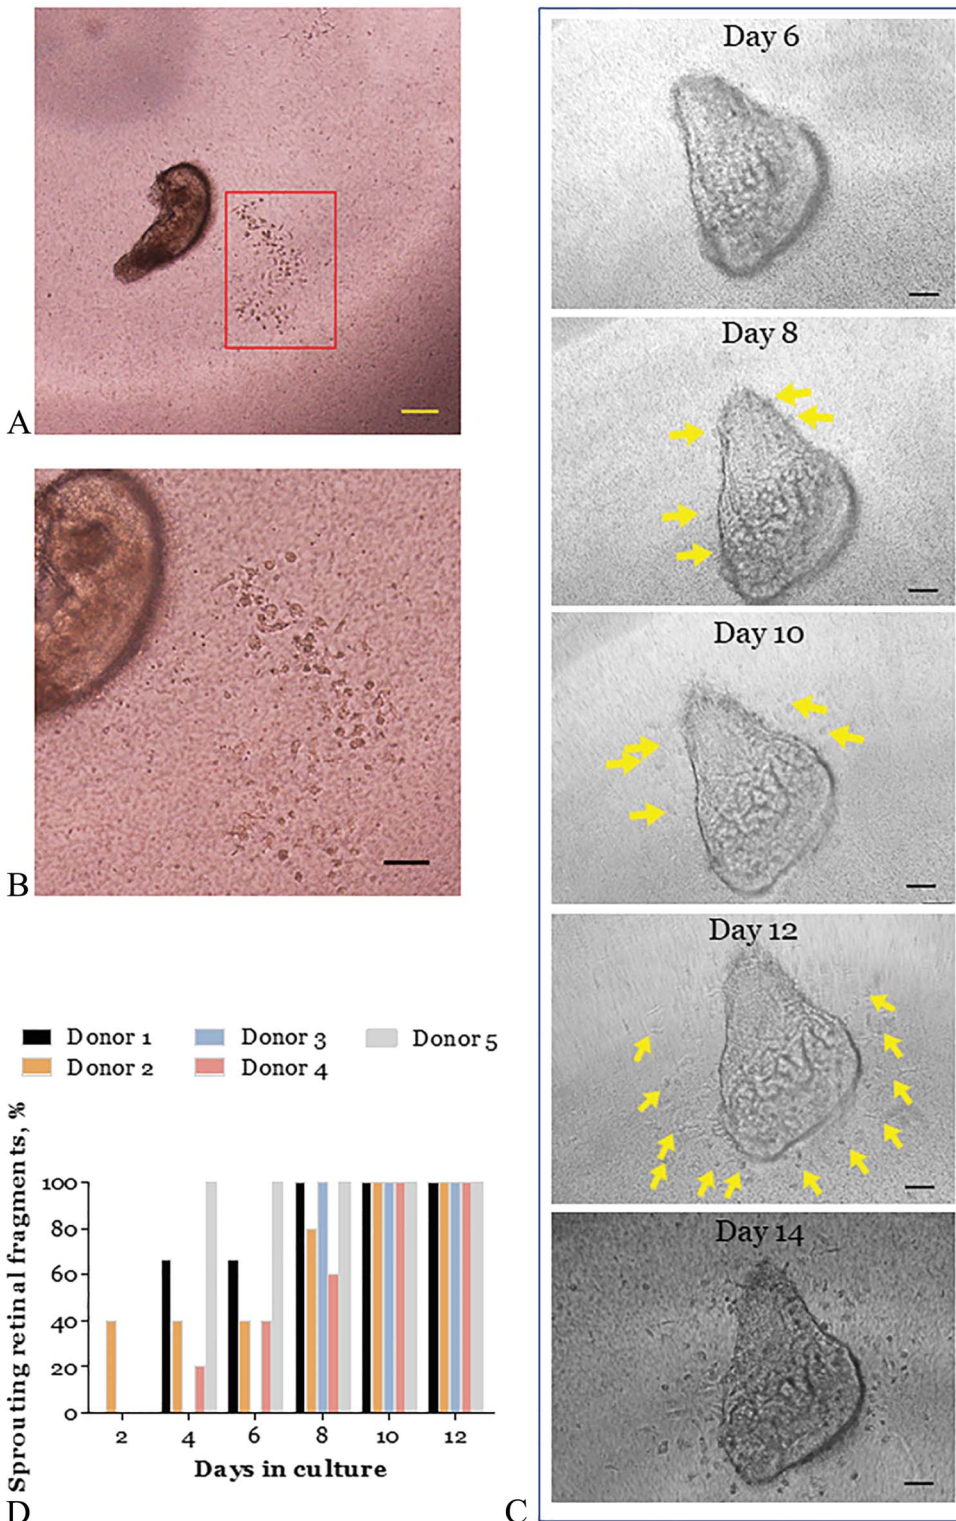 A
B
Day 6
Day 8
Day 10
Day 12
Day 14
C
Donor 1
Donor 3
Donor 5
Donor 2
Donor 4
Sprouting retinal fragments, %
100
80
60
40
20
0
2 4 6 8 10 12
Days in culture
D